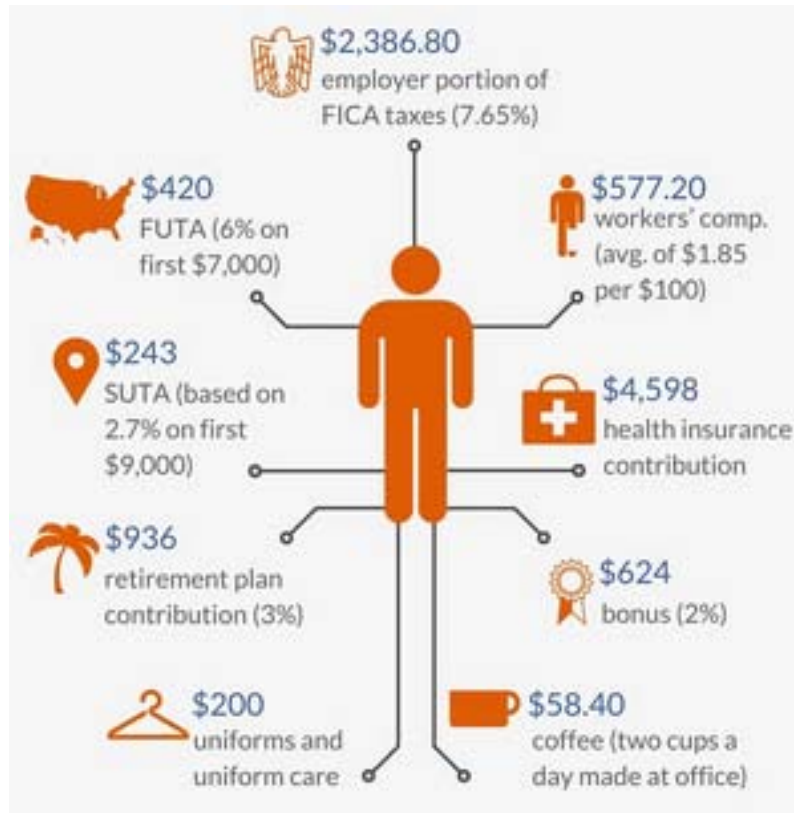 $2,386.80
employer portion of
FICA taxes (7.65%)
$420
FUTA (6% on
first $7,000)
$577.20
workers' comp.
(avg. of $1.85
per $100)
$243
SUTA (based on
2.7% on first
$9,000)
$4,598
health insurance
contribution
$936
retirement plan
contribution (3%)
$624
bonus (2%)
$200
uniforms and
uniform care
$58.40
coffee (two cups a
day made at office)